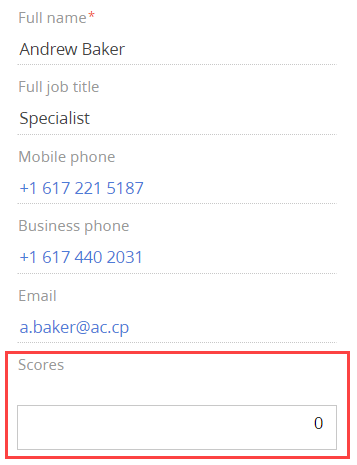 Full name*
Andrew Baker
Full job title
Specialist
Mobile phone
+1 617 221 5187
Business phone
+1 617 440 2031
Email
a.baker@ac.cp
Scores
0